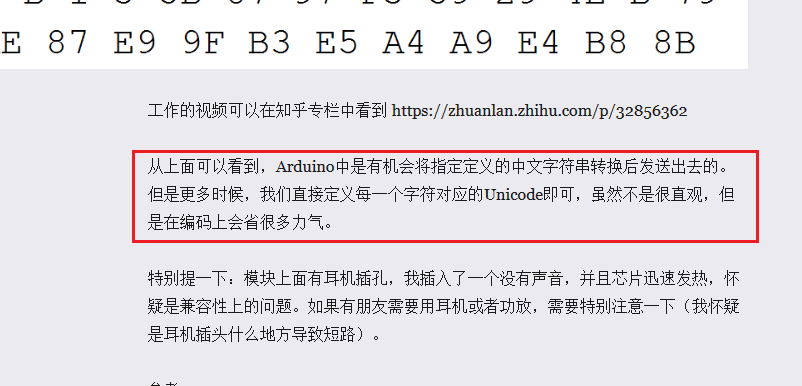 E 87 E9 9F B3 E5 A4 A9 E4 B8 8B
工作的视频可以在知乎专栏中看到 https://zhuanlan.zhihu.com/p/32856362
从上面可以看到，Arduino中是有机会将指定定义的中文字符串转换后发送出去的。
但是更多时候，我们直接定义每一个字符对应的Unicode即可，虽然不是很直观，但
是在编码上会省很多力气。
特别提一下：模块上面有耳机插孔，我插入了一个没有声音，并且芯片迅速发热，怀
疑是兼容性上的问题。如果有朋友需要用耳机或者功放，需要特别注意一下（我怀疑
是耳机插头什么地方导致短路）。